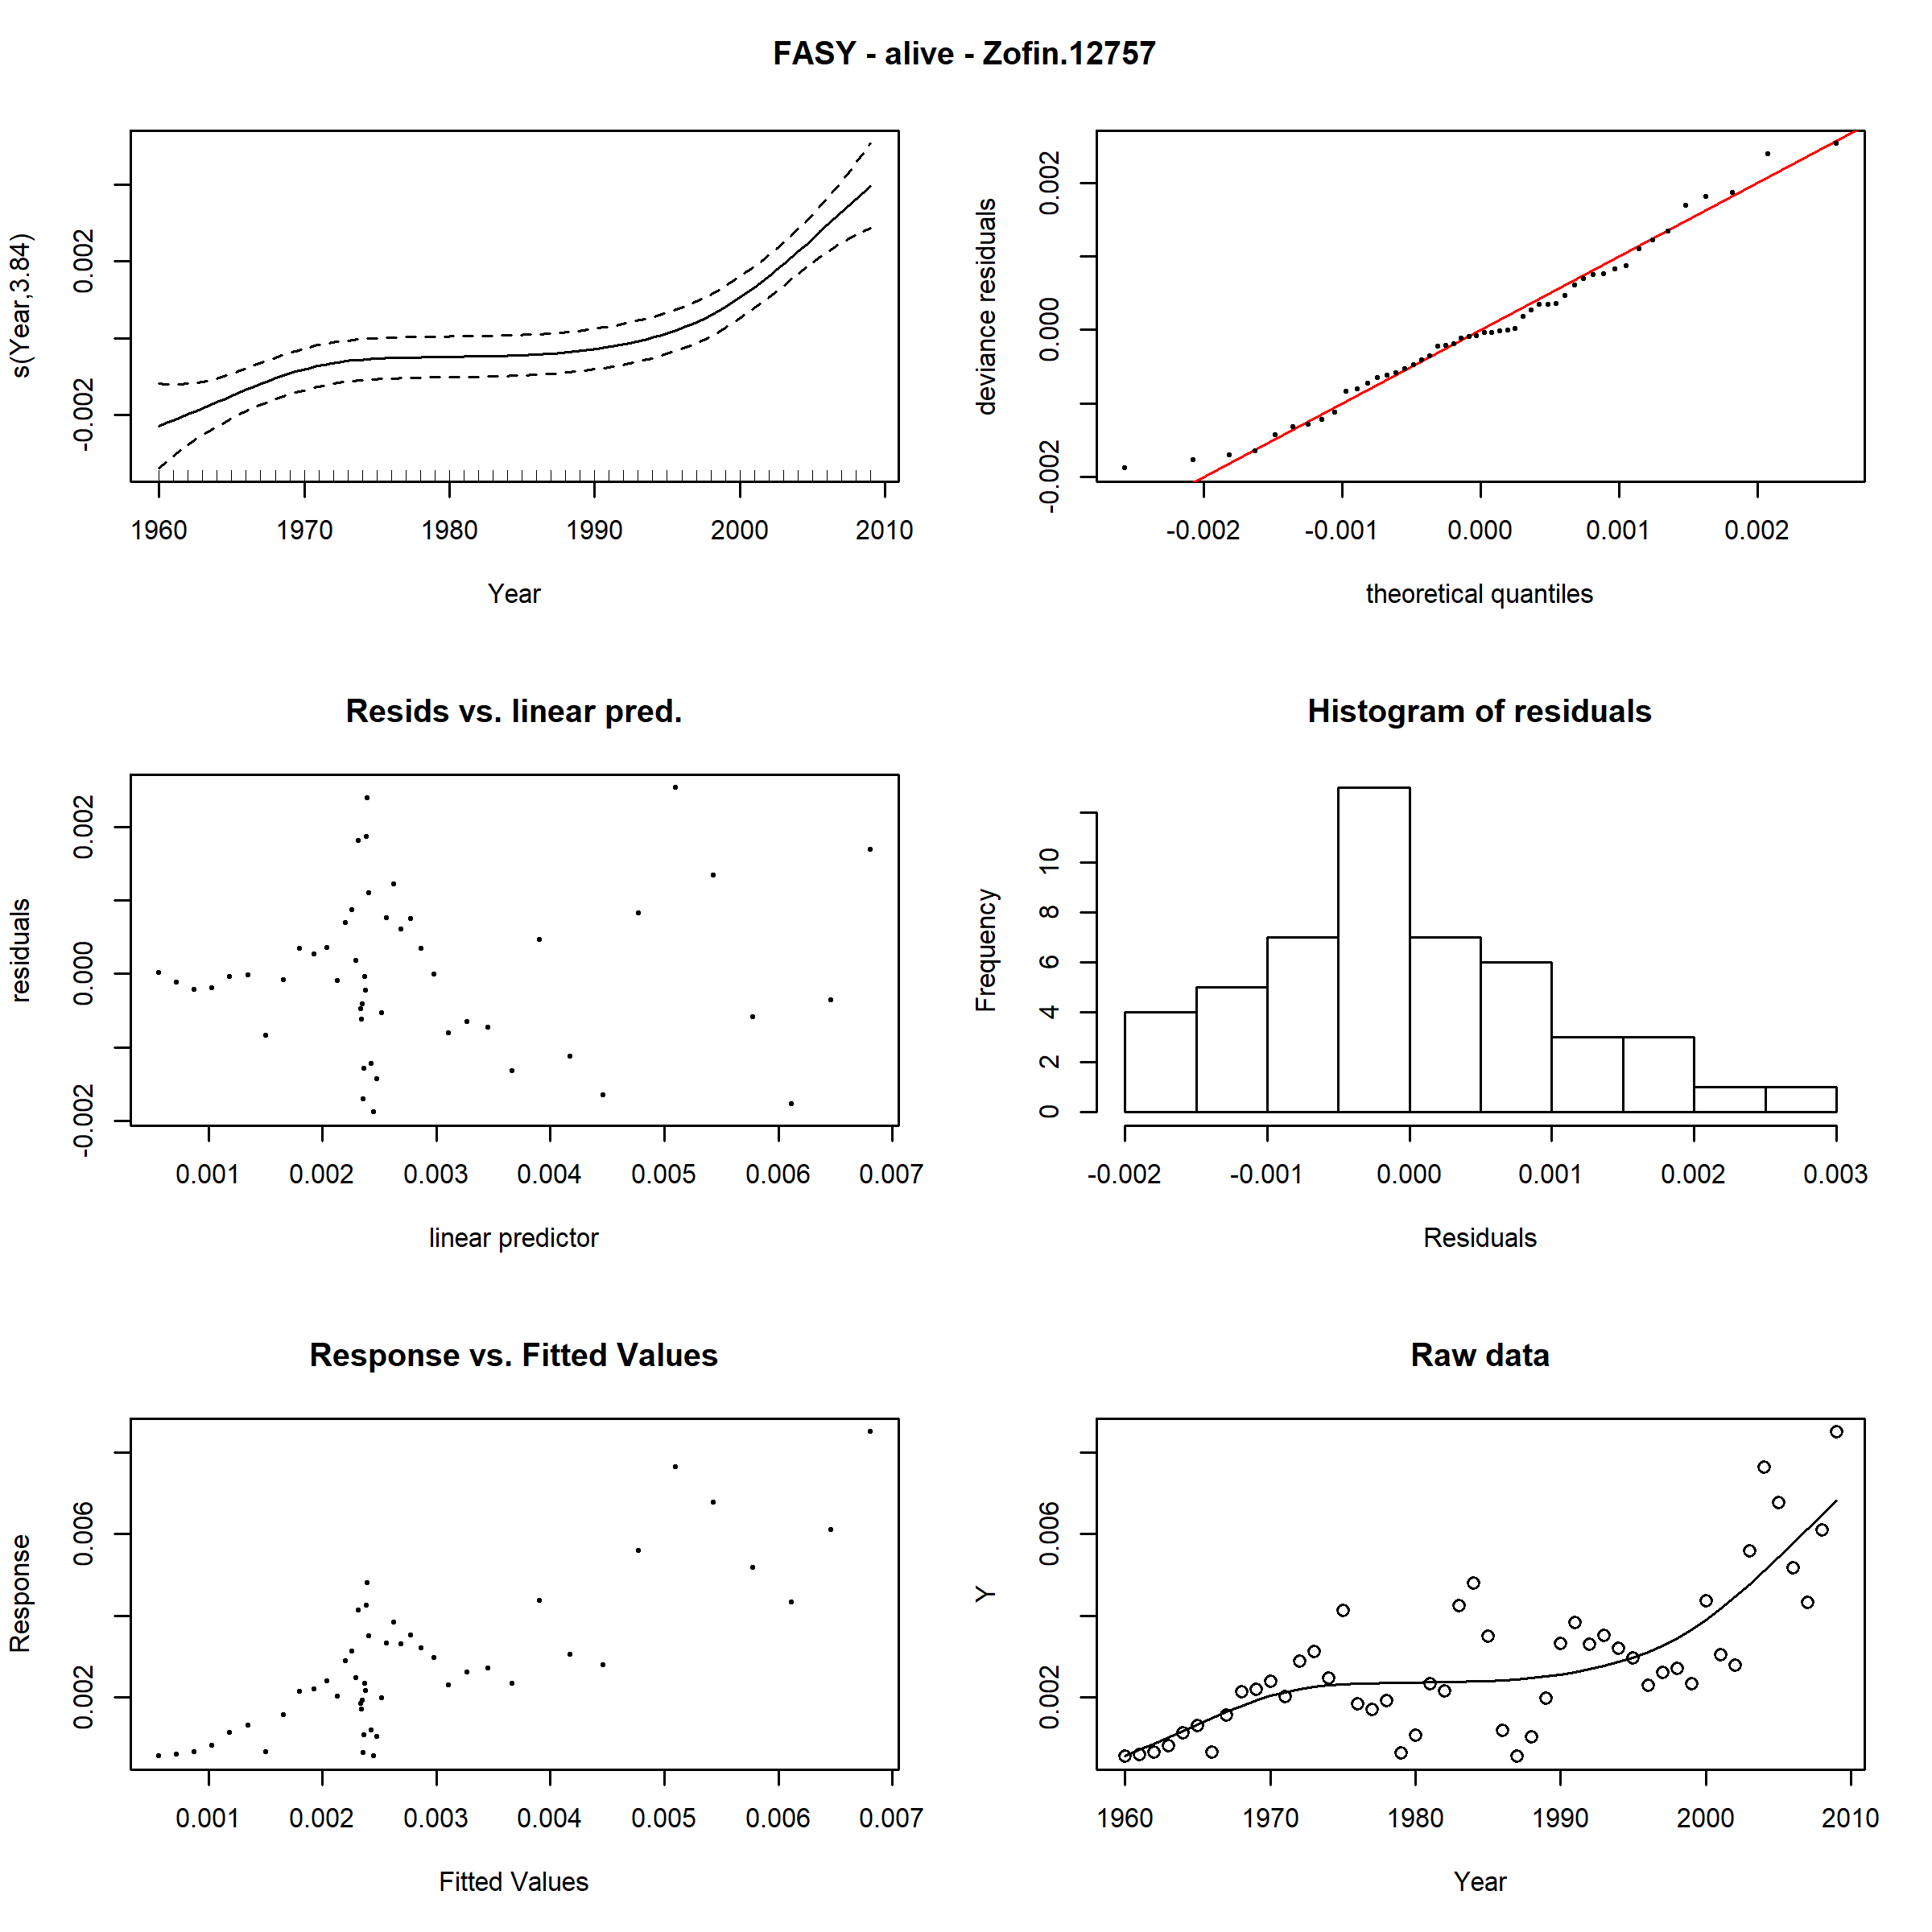 FASY - alive - Zofin.12757
s(Year,3.84)
-0.002 0.002
1960 1970 1980 1990 2000 2010
Year
deviance residuals
-0.002 0.000 0.002
-0.002 -0.001 0.000 0.001 0.002
theoretical quantiles
Resids vs. linear pred.
residuals
-0.002 0.000 0.002
0.001 0.002 0.003 0.004 0.005 0.006 0.007
linear predictor
Histogram of residuals
Frequency
0 2 4 6 8 10
-0.002 -0.001 0.000 0.001 0.002 0.003
Residuals
Response vs. Fitted Values
Response
0.002 0.006
0.001 0.002 0.003 0.004 0.005 0.006 0.007
Fitted Values
Raw data
Y
0.002 0.006
1960 1970 1980 1990 2000 2010
Year